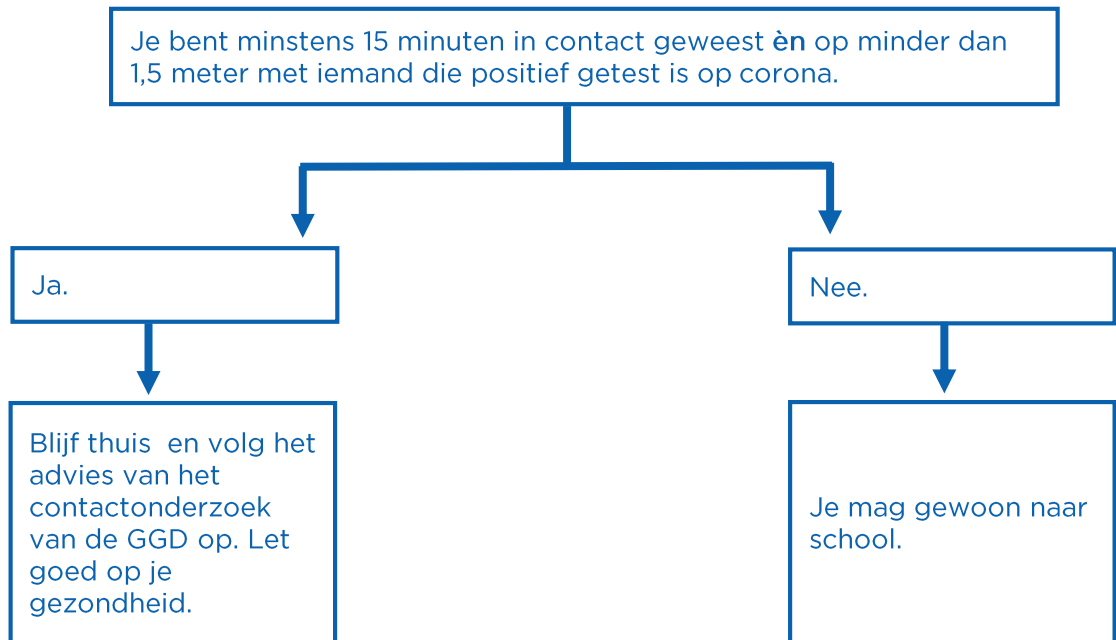 Je bent minstens 15 minuten in contact geweest èn op minder dan
1,5 meter met iemand die positief getest is op corona.
Ja.
Nee.
Blijf thuis  en volg het
advies van het
contactonderzoek
van de GGD op. Let
goed op je
gezondheid.
Je mag gewoon naar
school.